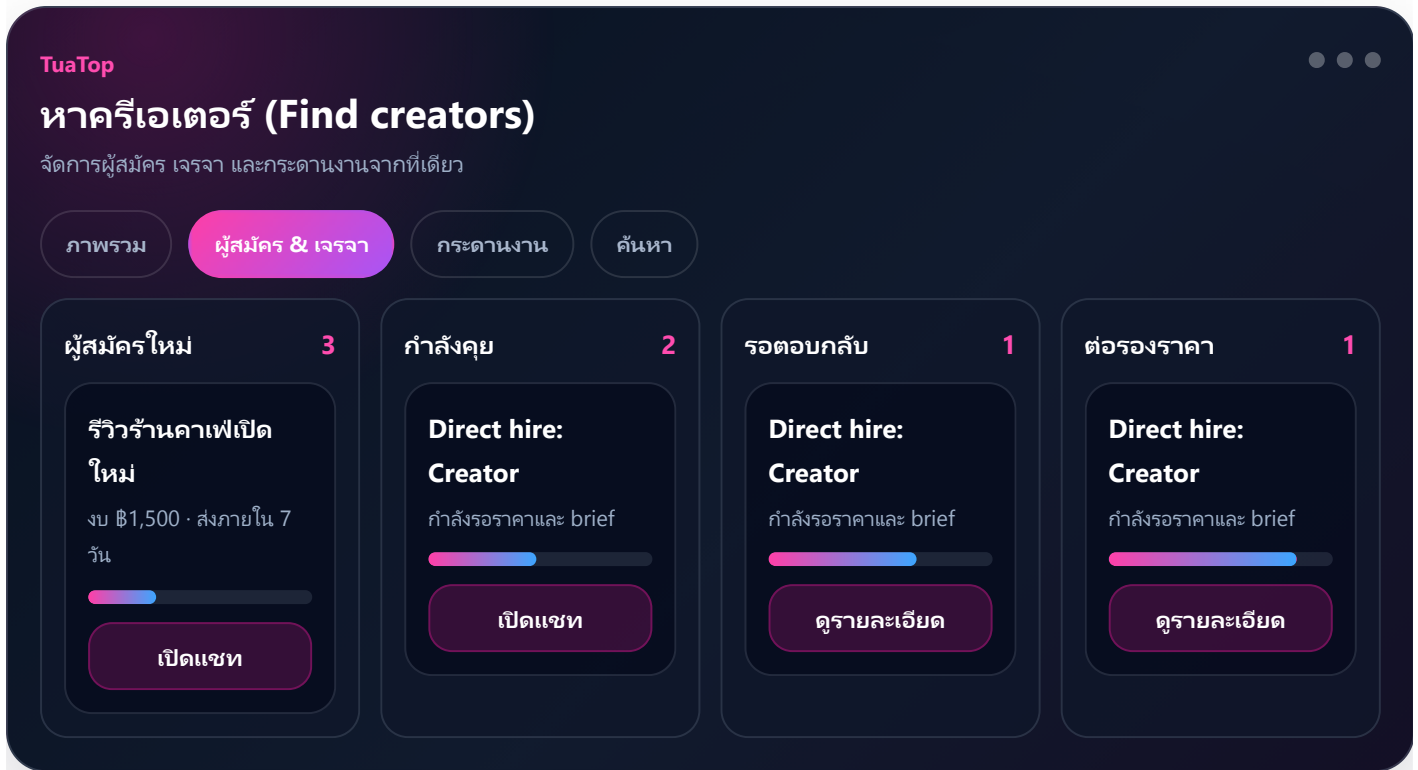 TuaTop
หาครีเอเตอร์ (Find creators)
จัดการผู้สมัคร เจรจา และกระดานงานจากที่เดียว
ภาพรวม
ผู้สมัคร & เจรจา
กระดานงาน
ค้นหา
ผู้สมัครใหม่ 3
รีวิวร้านคาเฟ่เปิด
ใหม่
งบ ฿1,500 · ส่งภายใน 7
วัน
เปิดแชท
กำลังคุย 2
Direct hire:
Creator
กำลังรอราคาและ brief
เปิดแชท
รอตอบกลับ 1
Direct hire:
Creator
กำลังรอราคาและ brief
ดูรายละเอียด
ต่อรองราคา 1
Direct hire:
Creator
กำลังรอราคาและ brief
ดูรายละเอียด